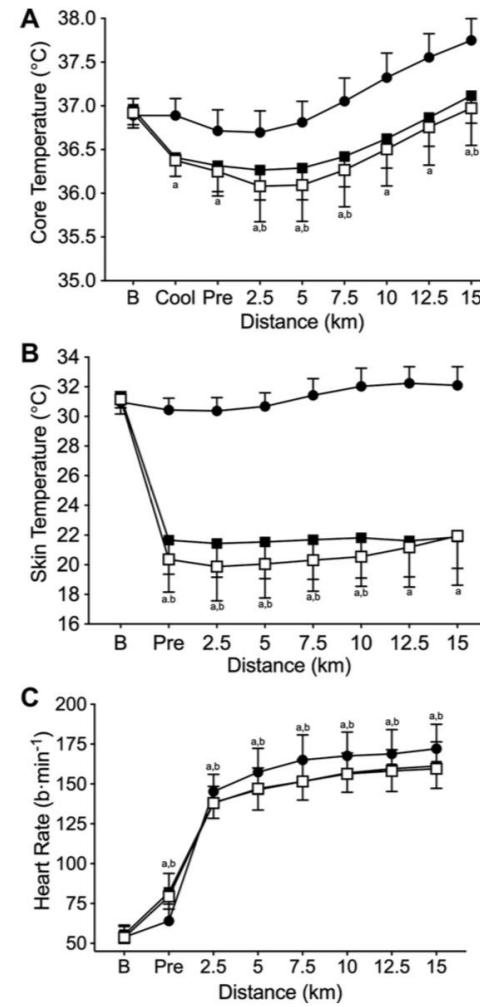 A
Core Temperature (°C)
38.0
37.5
37.0
36.5
36.0
35.5
35.0
a
a
a,b
a,b
a,b
a
a
a,b
B Cool Pre 2.5 5 7.5 10 12.5 15
Distance (km)
B
Skin Temperature (°C)
34
32
30
28
26
24
22
20
18
16
a,b
a,b
a,b
a,b
a,b
a
a
B Pre 2.5 5 7.5 10 12.5 15
Distance (km)
C
Heart Rate (b·min⁻¹)
200
175
150
125
100
75
50
a,b
a,b
a,b
a,b
a,b
a,b
a,b
B Pre 2.5 5 7.5 10 12.5 15
Distance (km)